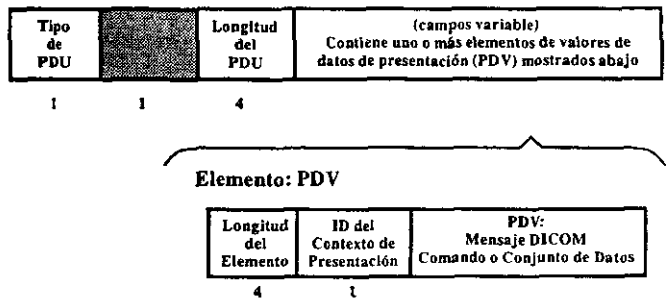 Tipo
de
PDU
Longitud
del
PDU
(campos variable)
Contiene uno o más elementos de valores de
datos de presentación (PDV) mostrados abajo
1
1
4
Elemento: PDV
Longitud
del
Elemento
ID del
Contexto de
Presentación
PDV:
Mensaje DICOM
Comando o Conjunto de Datos
4
1